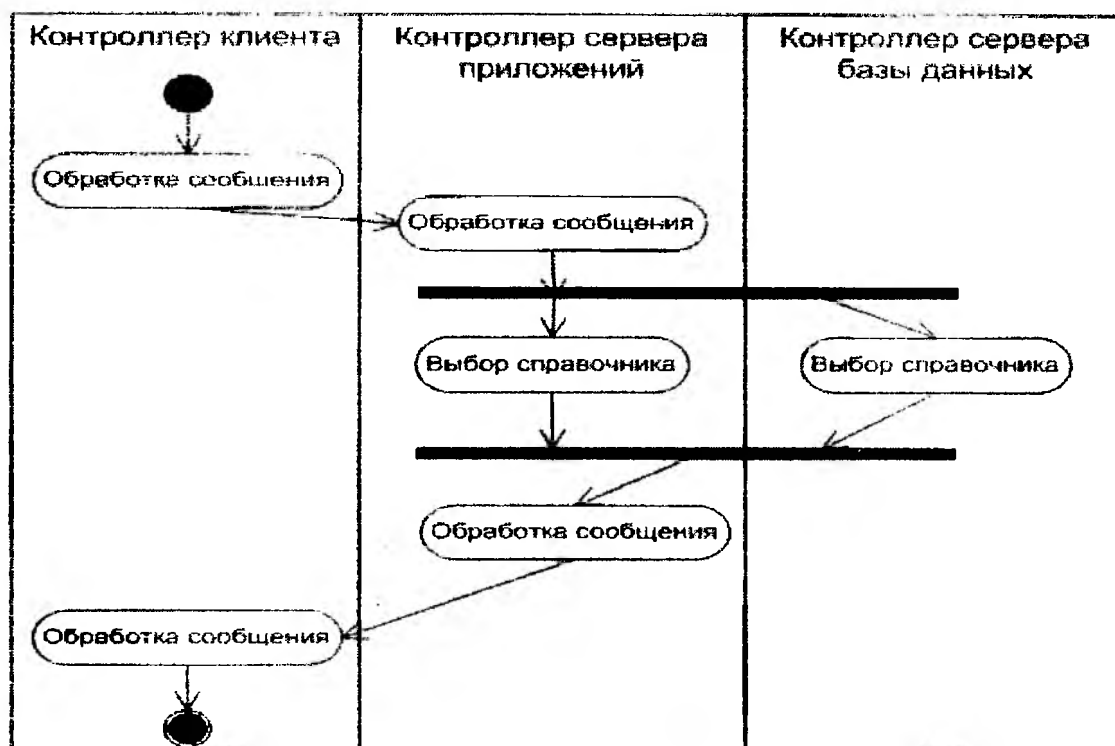 Контроллер клиента
Контроллер сервера
приложений
Контроллер сервера
базы данных
Обработка сообщения
Обработка сообщения
Выбор справочника
Выбор справочника
Обработка сообщения
Обработка сообщения